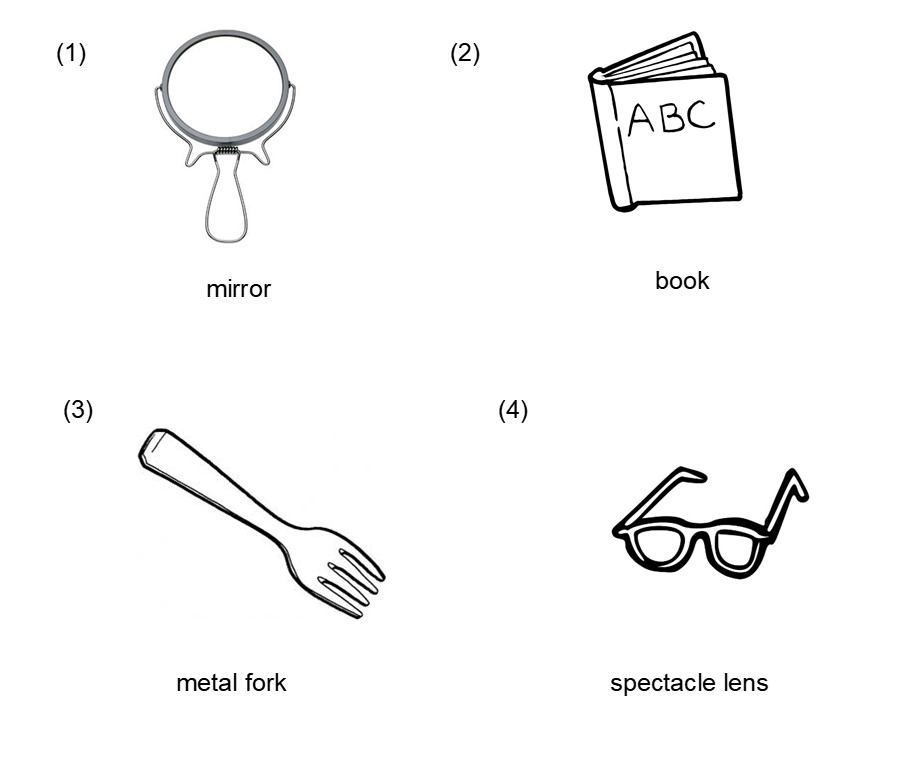 (1)
(2)
ABC
mirror
book
(3)
(4)
metal fork
spectacle lens